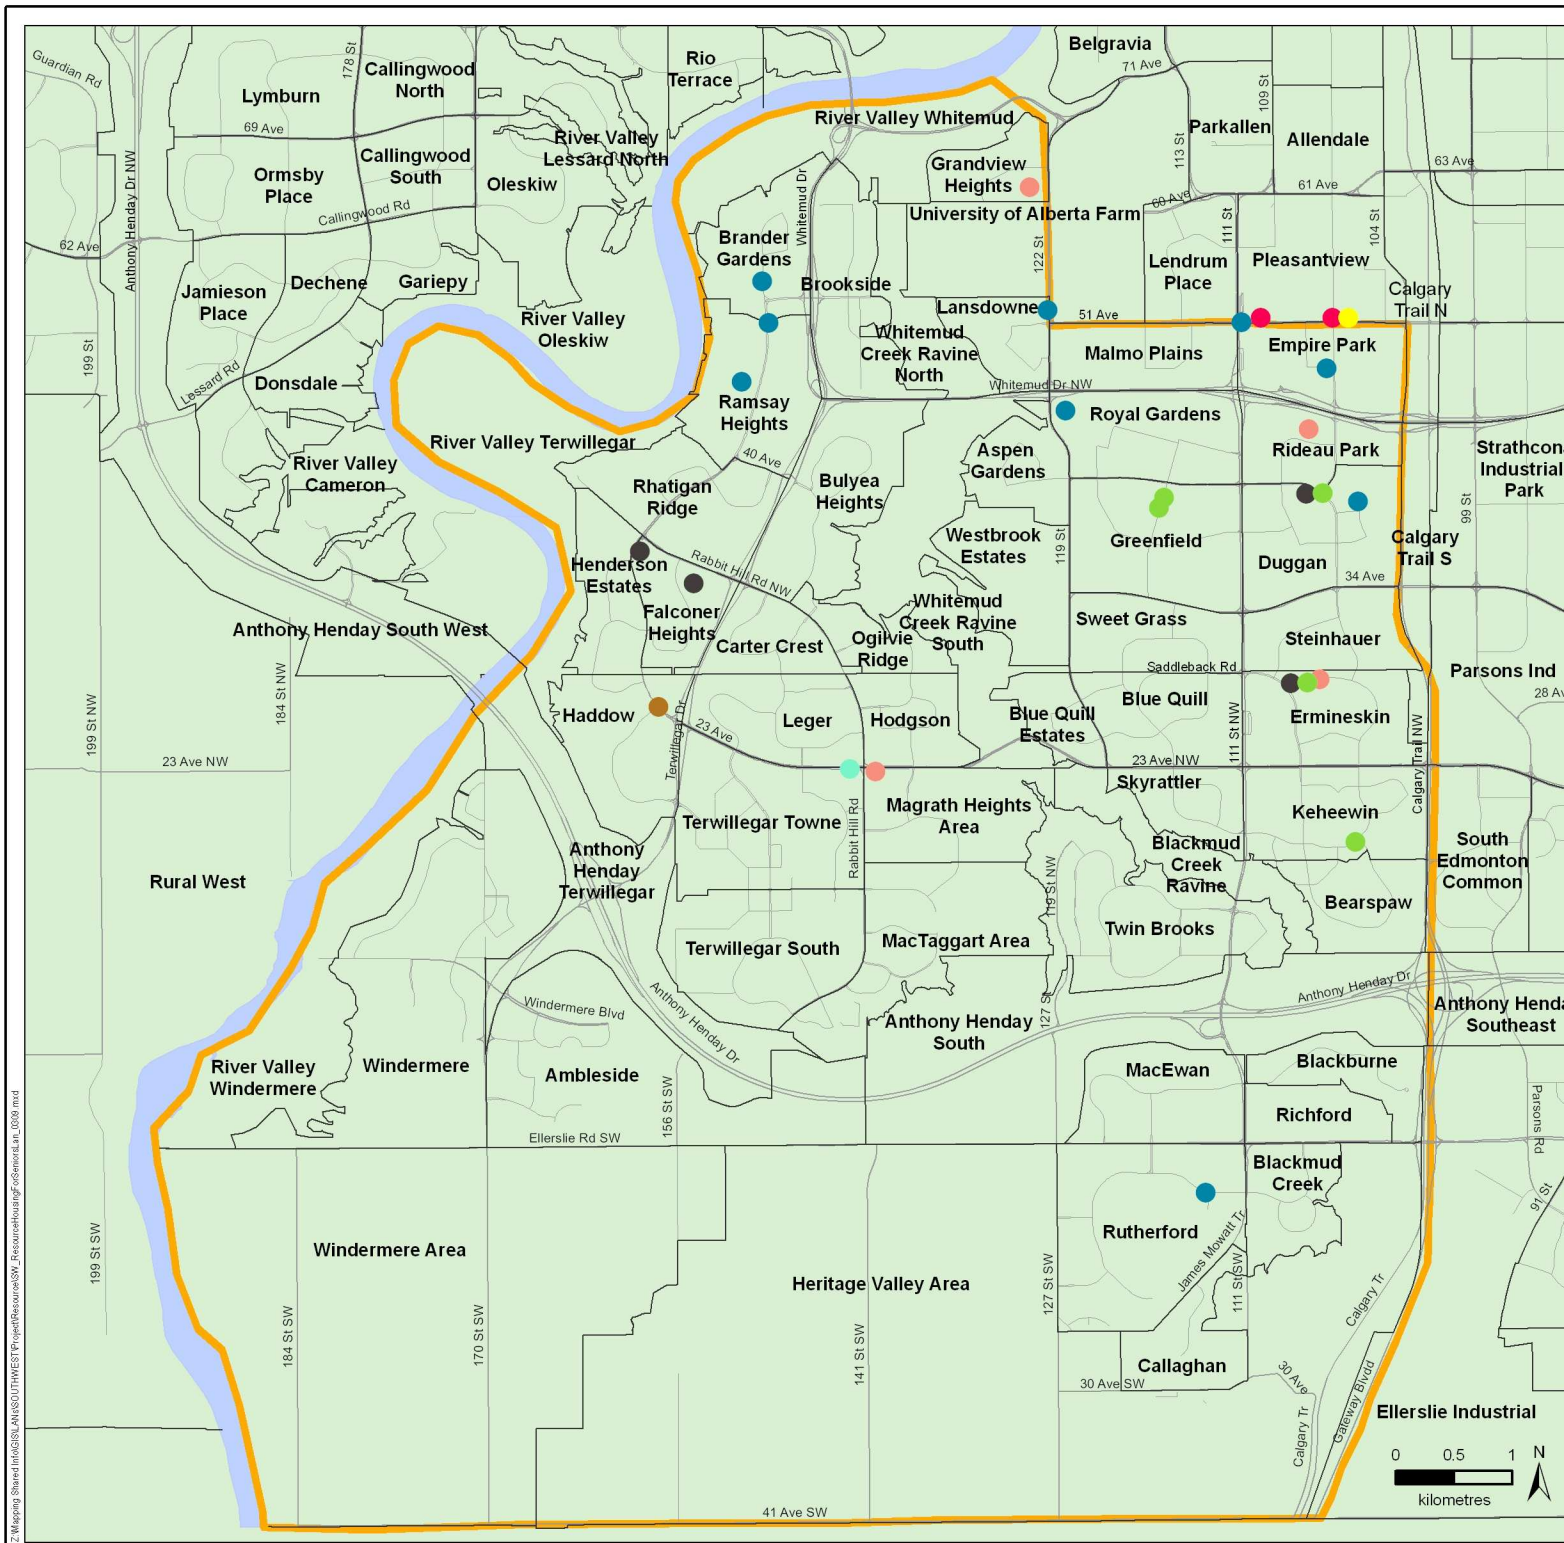 Belgravia
71 Ave
Guardian Rd
178 St
Callingwood
North
Rio
Terrace
Lymburn
109 St
River Valley Whitemud
69 Ave
Parkallen
Allendale
River Valley
Lessard North
113 St
Callingwood
South
Grandview
Heights
63 Ave
Ormsby
Place
Oleskiw
61 Ave
60 Ave
Callingwood Rd
University of Alberta Farm
Anthony Henday Dr NW
Whitemud Dr
62 Ave
111 St
104 St
Brander
Gardens
122 St
Lendrum
Place
Pleasantview
Jamieson
Place
Dechene
Gariepy
Brookside
Calgary
Trail N
Lansdowne
51 Ave
River Valley
Oleskiw
199 St
Whitemud
Creek Ravine
North
Malmo Plains
Empire Park
Lessard Rd
Donsdale
Whitemud Dr NW
Ramsay
Heights
Royal Gardens
River Valley Terwillegar
Rideau Park
Strathcon
Industrial
Park
40 Ave
Aspen
Gardens
River Valley
Cameron
Bulyea
Heights
Rhatigan
Ridge
99 St
Westbrook
Estates
119 St
Greenfield
Calgary
Trail S
Henderson
Estates
Rabbit Hill Rd NW
Duggan
34 Ave
Falconer
Heights
Whitemud
Creek Ravine
South
Sweet Grass
Anthony Henday South West
Carter Crest
Ogilvie
Ridge
Steinhauer
Saddleback Rd
Parsons Ind
184 St NW
28 Av
199 St NW
Haddow
Terwillegar Dr
23 Ave
Leger
Hodgson
Blue Quill
Estates
Blue Quill
111 St NW
Ermineskin
Calgary Trail NW
23 Ave NW
23 Ave NW
Skyrattler
Magrath Heights
Area
Keheewin
Terwillegar Towne
Rabbit Hill Rd
Anthony
Henday
Terwillegar
Blackmud
Creek
Ravine
South
Edmonton
Common
Rural West
119 St NW
Bearspaw
Twin Brooks
Terwillegar South
MacTaggart Area
Anthony Henday Dr
Windermere Blvd
Anthony Henday Dr
127 St
Anthony Henday
South
Anthony Henda
Southeast
River Valley
Windermere
Windermere
Ambleside
MacEwan
Blackburne
156 St SW
Richford
Parsons Rd
Ellerslie Rd SW
Blackmud
Creek
91 St
199 St SW
Windermere Area
Rutherford
James Mowatt Tr
Heritage Valley Area
127 St SW
111 St SW
Calgary Tr
184 St SW
170 St SW
141 St SW
Callaghan
30 Ave SW
30 Ave
Gateway Blvdd
Calgary Tr
Ellerslie Industrial
0 0.5 1
kilometres
N
41 Ave SW